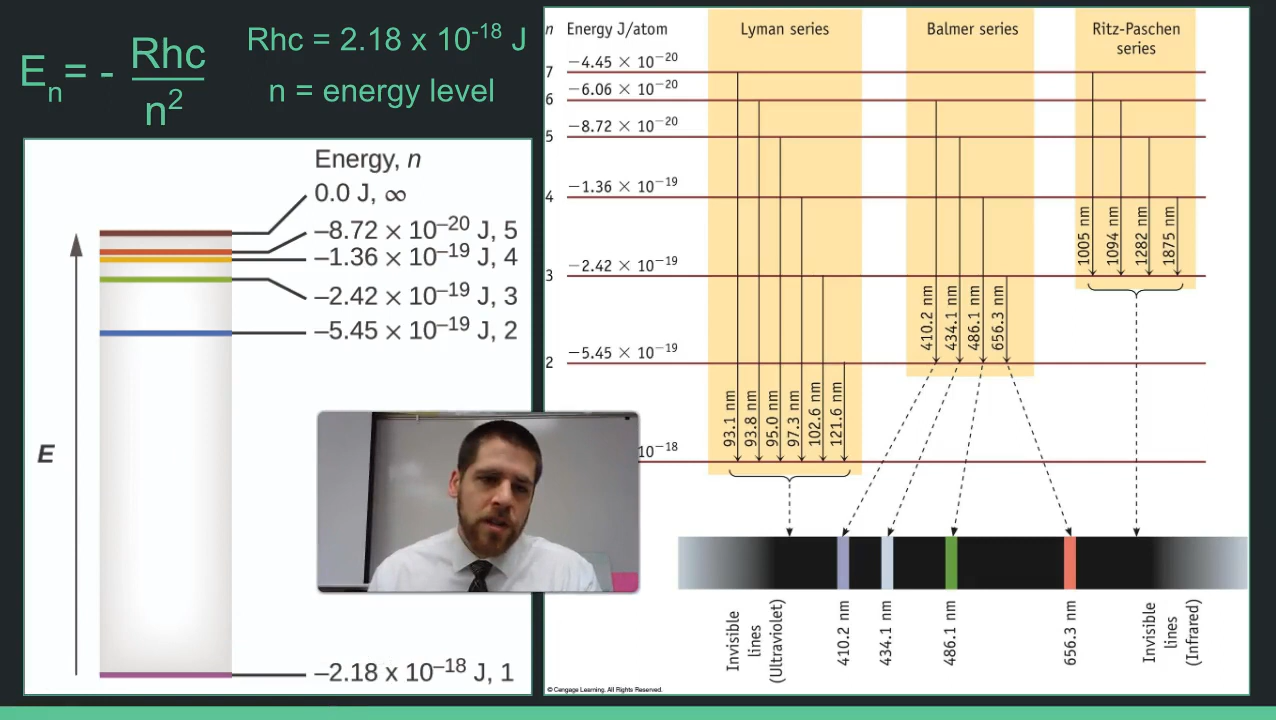 Eₙ = - Rhc
n²
Rhc = 2.18 x 10⁻¹⁸ J
n = energy level
Energy, n
0.0 J, ∞
–8.72 × 10⁻²⁰ J, 5
–1.36 × 10⁻¹⁹ J, 4
–2.42 × 10⁻¹⁹ J, 3
–5.45 × 10⁻¹⁹ J, 2
E
–2.18 x 10⁻¹⁸ J, 1
n Energy J/atom
Lyman series
Balmer series
Ritz-Paschen
series
−4.45 × 10⁻²⁰
7
−6.06 × 10⁻²⁰
6
−8.72 × 10⁻²⁰
5
−1.36 × 10⁻¹⁹
4
−2.42 × 10⁻¹⁹
3
−5.45 × 10⁻¹⁹
2
10⁻¹⁸
1005 nm
1094 nm
1282 nm
1875 nm
410.2 nm
434.1 nm
486.1 nm
656.3 nm
93.1 nm
93.8 nm
95.0 nm
97.3 nm
102.6 nm
121.6 nm
Invisible
lines
(Ultraviolet)
410.2 nm
434.1 nm
486.1 nm
656.3 nm
Invisible
lines
(Infrared)
© Cengage Learning. All Rights Reserved.